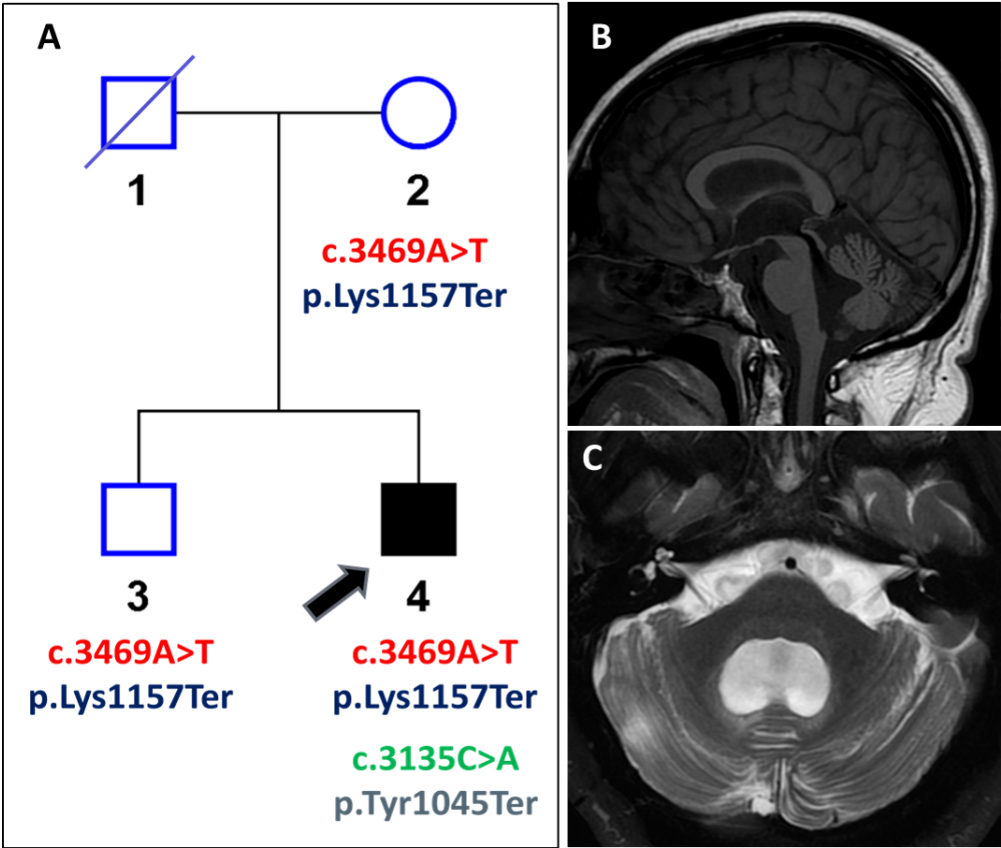 A
B
1
2
c.3469A>T
p.Lys1157Ter
3
4
c.3469A>T
p.Lys1157Ter
c.3469A>T
p.Lys1157Ter
c.3135C>A
p.Tyr1045Ter
C